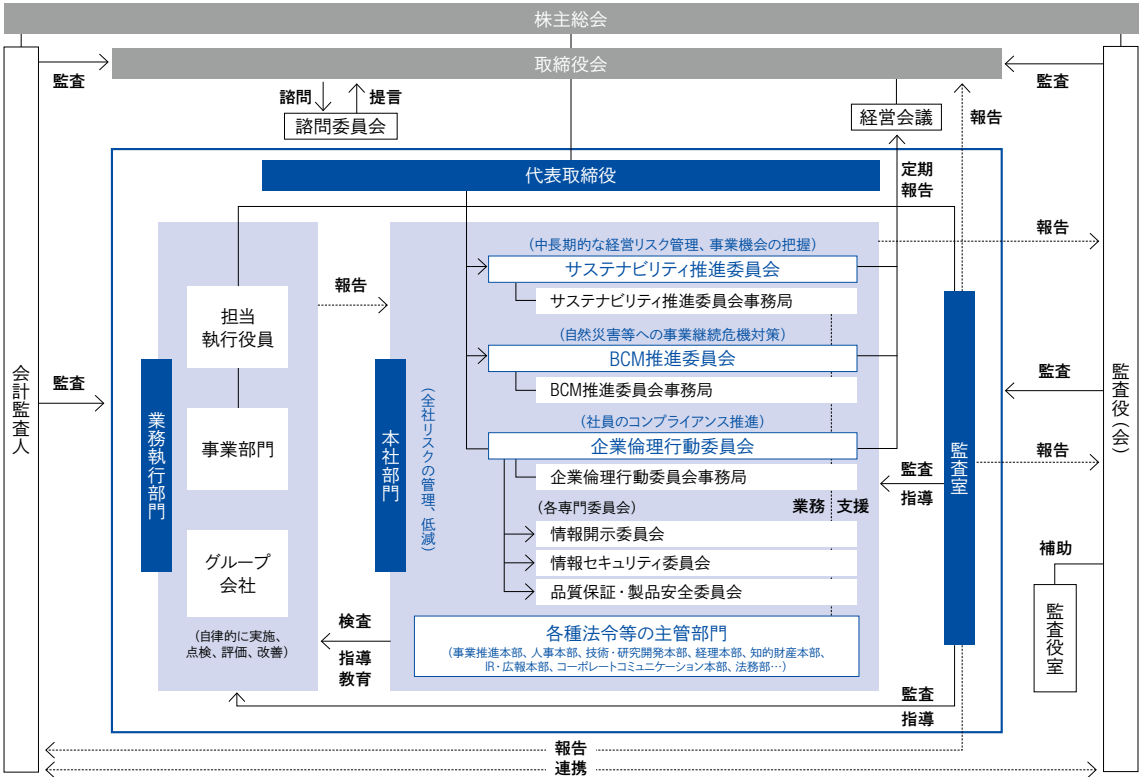 株主総会
取締役会
監査
監査
諮問
提言
報告
諮問委員会
経営会議
代表取締役
定期
報告
(中長期的な経営リスク管理、事業機会の把握)
サステナビリティ推進委員会
サステナビリティ推進委員会事務局
報告
報告
担当
執行役員
(自然災害等への事業継続危機対策)
BCM推進委員会
BCM推進委員会事務局
会計監査人
監査
業務執行部門
事業部門
本社部門
(全社リスクの管理、低減)
(社員のコンプライアンス推進)
企業倫理行動委員会
企業倫理行動委員会事務局
監査室
監査
監査役(会)
報告
監査
指導
(各専門委員会)
業務
支援
情報開示委員会
情報セキュリティ委員会
品質保証・製品安全委員会
グループ
会社
(自律的に実施、
点検、評価、改善)
検査
指導
教育
各種法令等の主管部門
(事業推進本部、人事本部、技術・研究開発本部、経理本部、知的財産本部、
IR・広報本部、コーポレートコミュニケーション本部、法務部…)
補助
監査役室
監査
指導
報告
連携